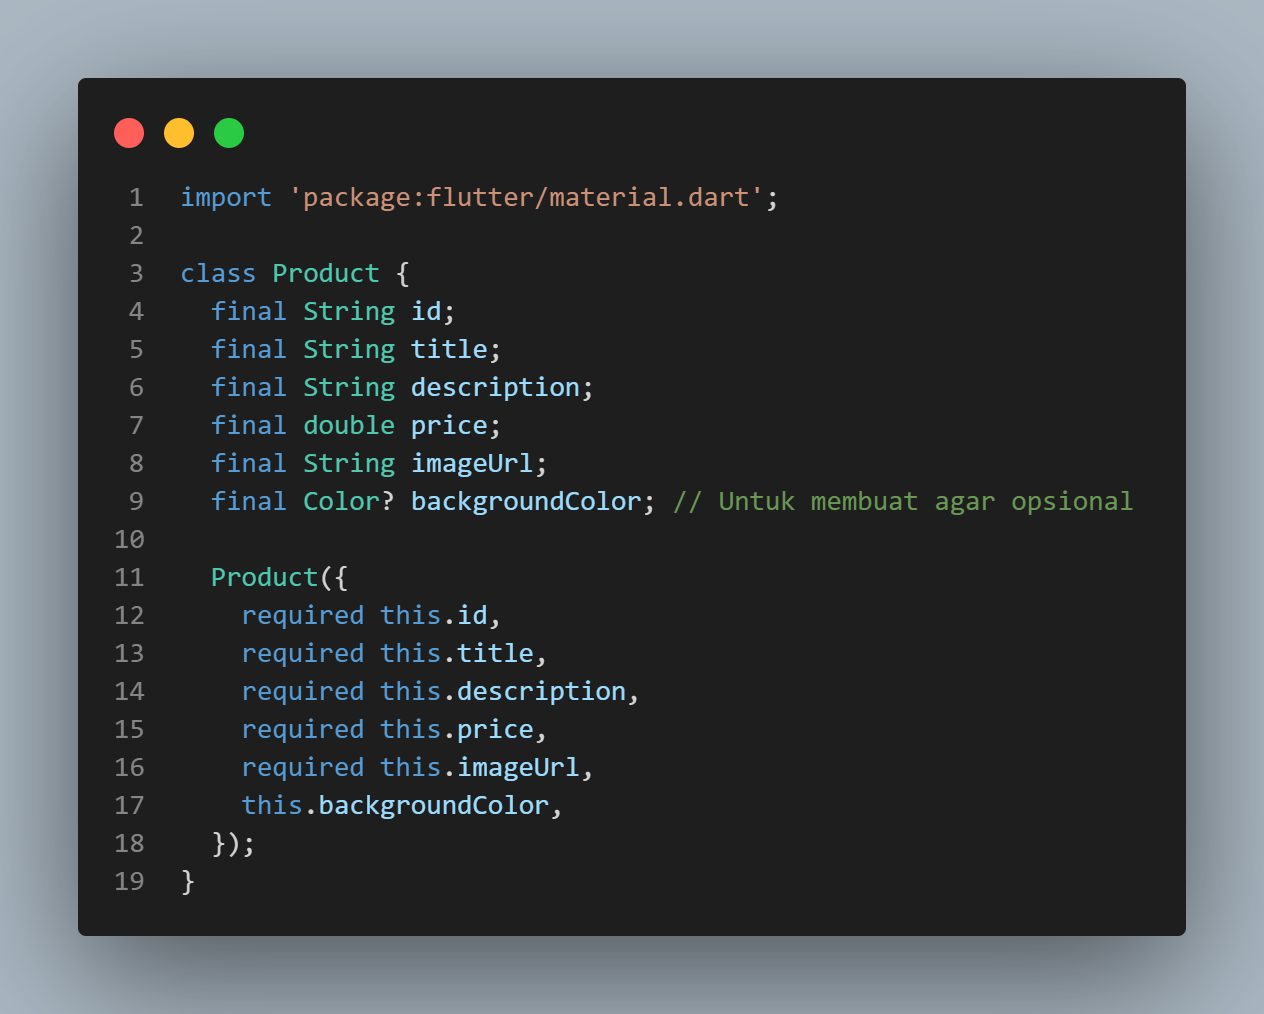 1 import 'package:flutter/material.dart';
2
3 class Product {
4   final String id;
5   final String title;
6   final String description;
7   final double price;
8   final String imageUrl;
9   final Color? backgroundColor; // Untuk membuat agar opsional
10
11   Product({
12     required this.id,
13     required this.title,
14     required this.description,
15     required this.price,
16     required this.imageUrl,
17     this.backgroundColor,
18   });
19 }